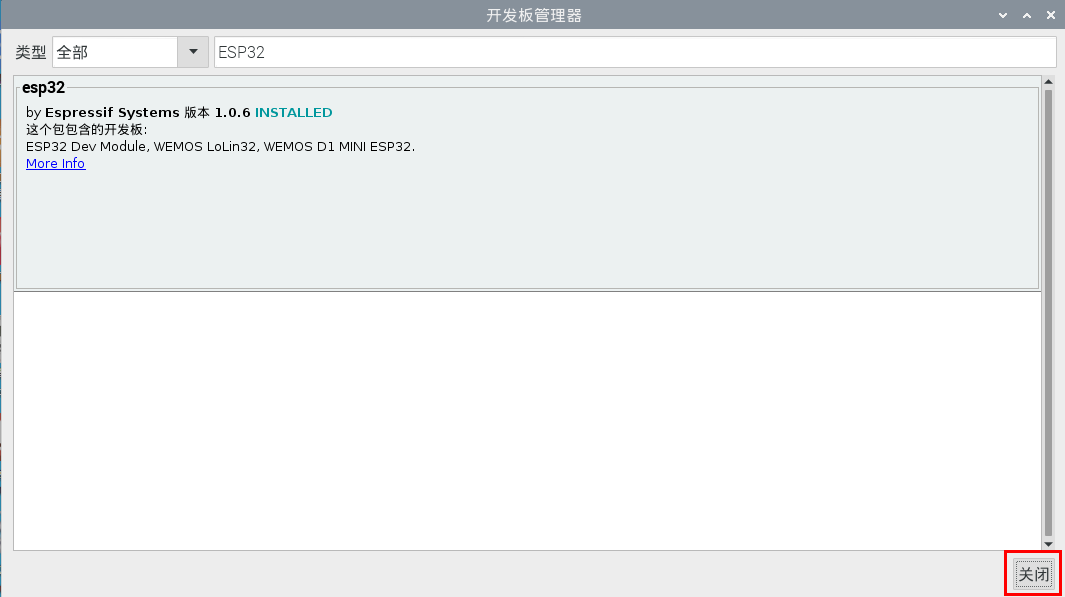 开发板管理器
类型 全部 ESP32
esp32
by Espressif Systems 版本 1.0.6 INSTALLED
这个包包含的开发板:
ESP32 Dev Module, WEMOS LoLin32, WEMOS D1 MINI ESP32.
More Info
关闭